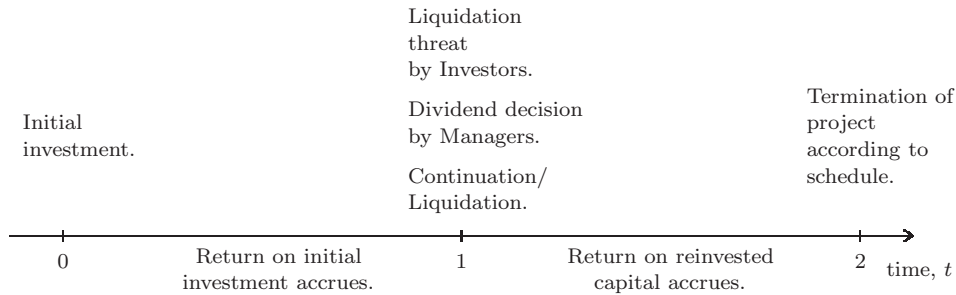 Liquidation
threat
by Investors.
Dividend decision
by Managers.
Continuation/
Liquidation.
Initial
investment.
Termination of
project
according to
schedule.
0
Return on initial
investment accrues.
1
Return on reinvested
capital accrues.
2
time, t